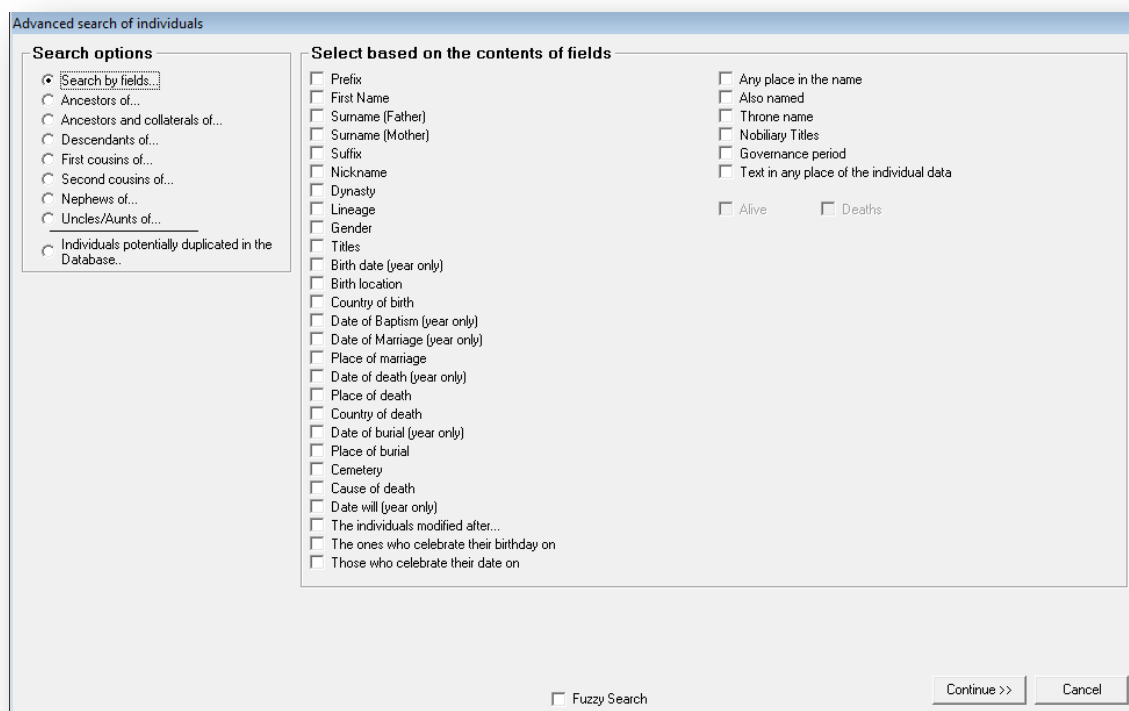 Advanced search of individuals
Search options
Search by fields...
Ancestors of...
Ancestors and collaterals of...
Descendants of...
First cousins of...
Second cousins of...
Nephews of...
Uncles/Aunts of...
Individuals potentially duplicated in the
Database..
Select based on the contents of fields
Prefix
First Name
Surname (Father)
Surname (Mother)
Suffix
Nickname
Dynasty
Lineage
Gender
Titles
Birth date (year only)
Birth location
Country of birth
Date of Baptism (year only)
Date of Marriage (year only)
Place of marriage
Date of death (year only)
Place of death
Country of death
Date of burial (year only)
Place of burial
Cemetery
Cause of death
Date will (year only)
The individuals modified after...
The ones who celebrate their birthday on
Those who celebrate their date on
Any place in the name
Also named
Throne name
Nobiliary Titles
Governance period
Text in any place of the individual data
Alive Deaths
Fuzzy Search
Continue >> Cancel